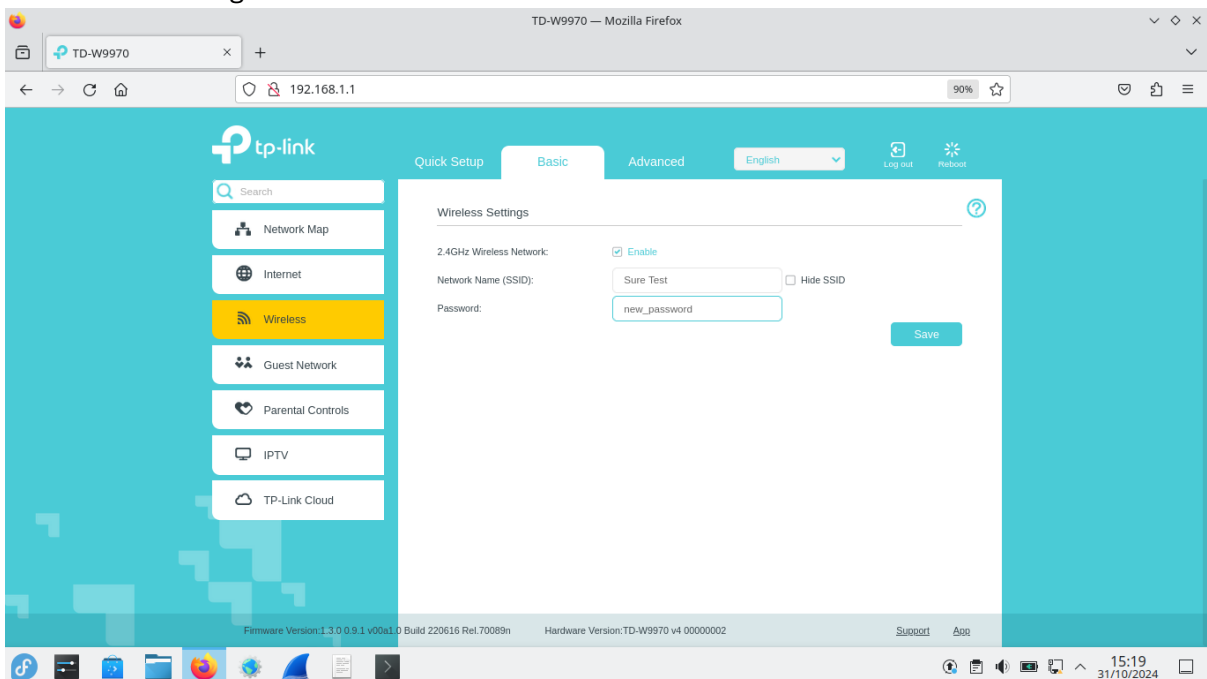 TD-W9970 — Mozilla Firefox
TD-W9970
192.168.1.1
90%
tp-link
Quick Setup
Basic
Advanced
English
Log out
Reboot
Search
Network Map
Internet
Wireless
Guest Network
Parental Controls
IPTV
TP-Link Cloud
Wireless Settings
2.4GHz Wireless Network: Enable
Network Name (SSID): Sure Test Hide SSID
Password: new_password
Save
Firmware Version:1.3.0 0.9.1 v00a1.0 Build 220616 Rel.70089n Hardware Version:TD-W9970 v4 00000002 Support App
15:19
31/10/2024